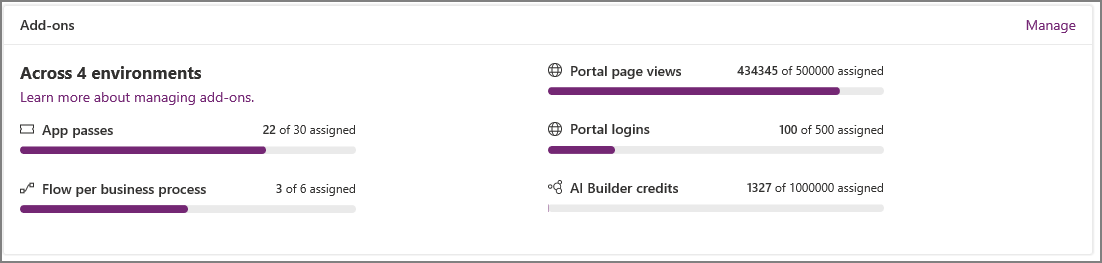 Add-ons
Manage
Across 4 environments
Learn more about managing add-ons.
App passes
22 of 30 assigned
Flow per business process
3 of 6 assigned
Portal page views
434345 of 500000 assigned
Portal logins
100 of 500 assigned
AI Builder credits
1327 of 1000000 assigned